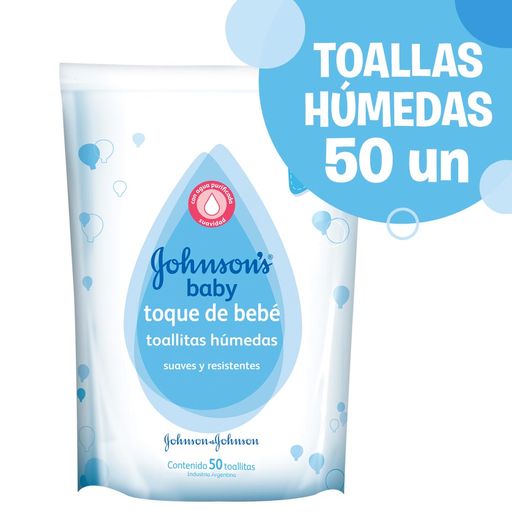 TOALLAS
HÚMEDAS
50 un
con agua purificada
suavidad
Johnson's®
baby
toque de bebé
toallitas húmedas
suaves y resistentes
Johnson & Johnson
Contenido 50 toallitas
Industria Argentina